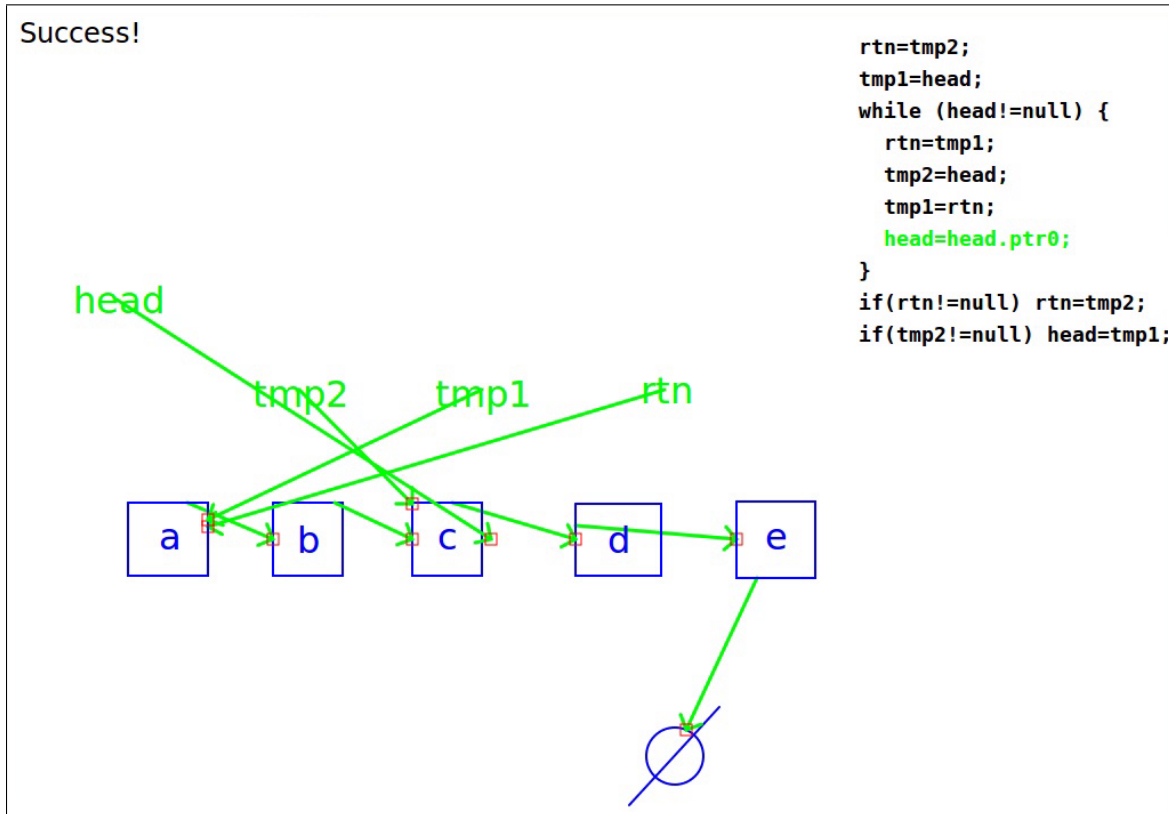 Success!
rtn=tmp2;
tmp1=head;
while (head!=null) {
  rtn=tmp1;
  tmp2=head;
  tmp1=rtn;
  head=head.ptr0;
}
if(rtn!=null) rtn=tmp2;
if(tmp2!=null) head=tmp1;
head
tmp2 tmp1 rtn
a b c d e